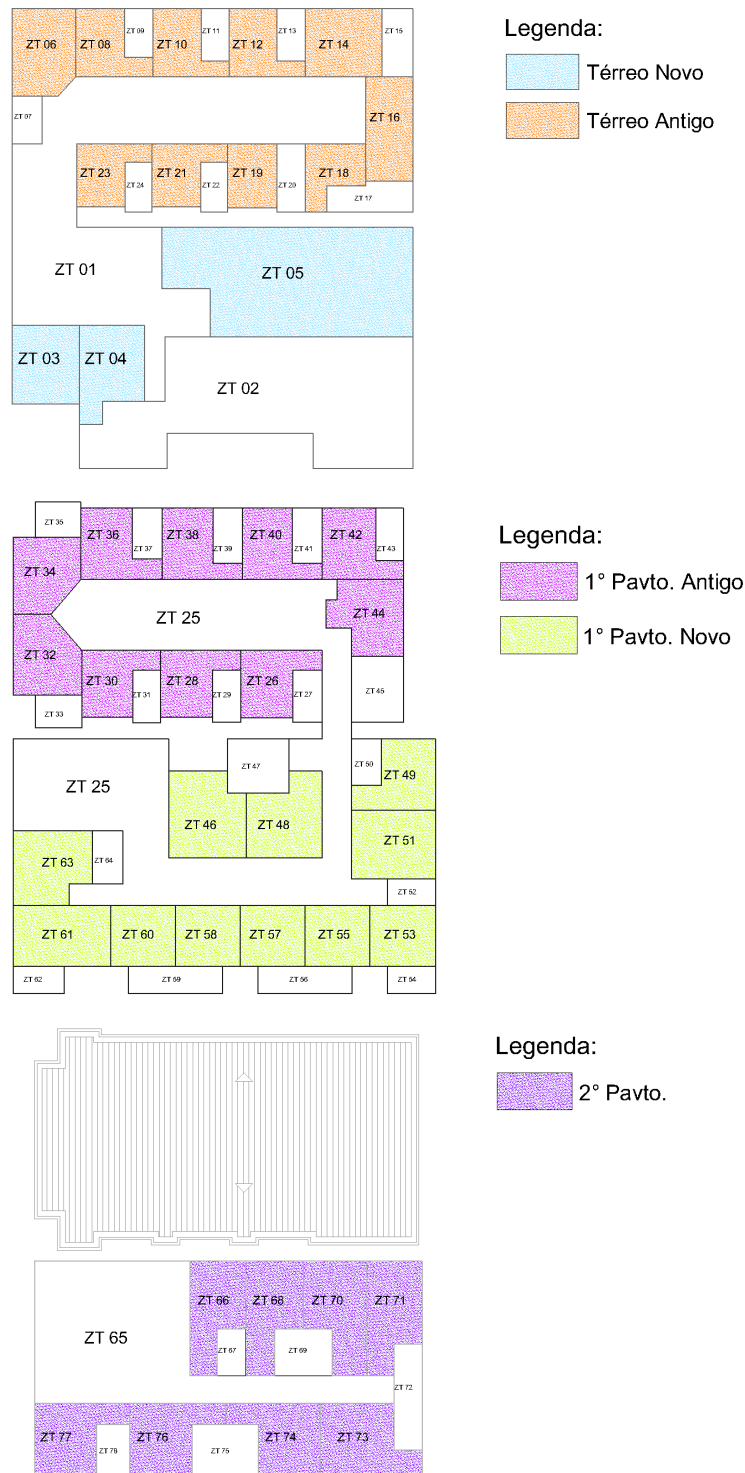 ZT 06
ZT 08
ZT 09
ZT 10
ZT 11
ZT 12
ZT 13
ZT 14
ZT 15
ZT 07
ZT 16
ZT 23
ZT 24
ZT 21
ZT 22
ZT 19
ZT 20
ZT 18
ZT 17
ZT 01
ZT 05
ZT 03
ZT 04
ZT 02
Legenda:
Térreo Novo
Térreo Antigo
ZT 35
ZT 36
ZT 37
ZT 38
ZT 39
ZT 40
ZT 41
ZT 42
ZT 43
ZT 34
ZT 25
ZT 44
ZT 32
ZT 30
ZT 31
ZT 28
ZT 29
ZT 26
ZT 27
ZT 45
ZT 33
ZT 25
ZT 47
ZT 50
ZT 49
ZT 46
ZT 48
ZT 51
ZT 63
ZT 64
ZT 52
ZT 61
ZT 60
ZT 58
ZT 57
ZT 55
ZT 53
ZT 62
ZT 59
ZT 56
ZT 54
Legenda:
1° Pavto. Antigo
1° Pavto. Novo
Legenda:
2° Pavto.
ZT 66
ZT 68
ZT 70
ZT 71
ZT 65
ZT 67
ZT 69
ZT 72
ZT 77
ZT 78
ZT 76
ZT 75
ZT 74
ZT 73